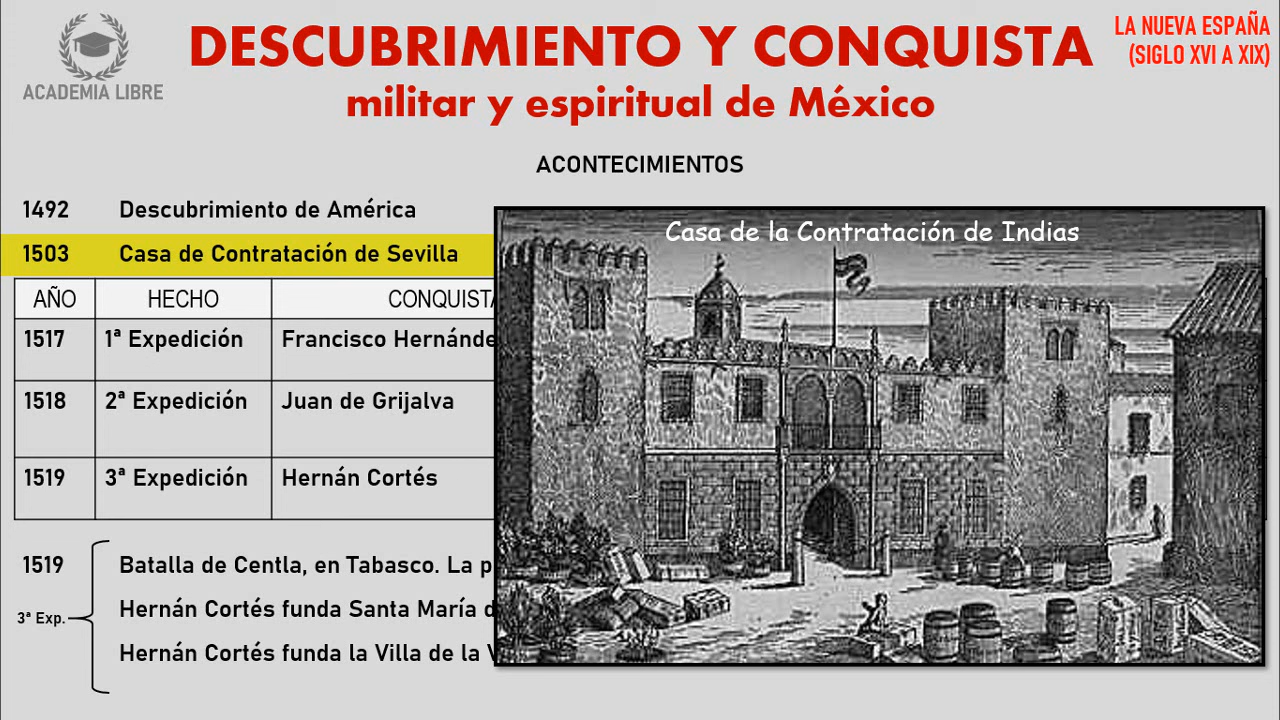 ACADEMIA LIBRE
DESCUBRIMIENTO Y CONQUISTA
militar y espiritual de México
LA NUEVA ESPAÑA
(SIGLO XVI A XIX)
ACONTECIMIENTOS
1492 Descubrimiento de América
1503 Casa de Contratación de Sevilla
Casa de la Contratación de Indias
AÑO HECHO
1517 1ª Expedición Francisco
1518 2ª Expedición Juan de Grijalva
1519 3ª Expedición Hernán Cortés
1519 Batalla de Centla, en Tabasco. La
3ª Exp.
Hernán Cortés funda Santa María
Hernán Cortés funda la Villa de la